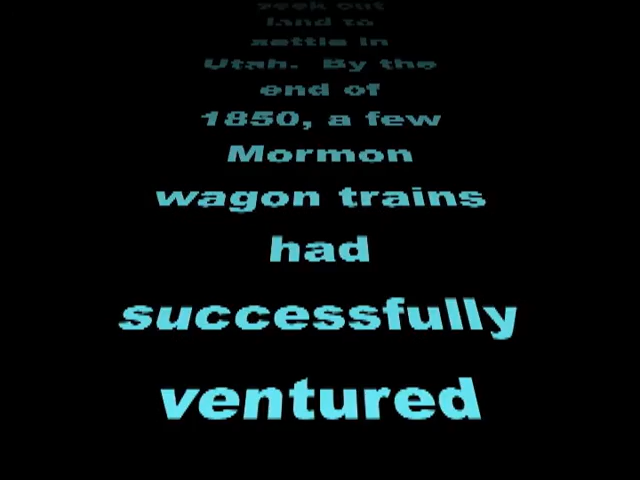 seek out
land to
settle in
Utah. By the
end of
1850, a few
Mormon
wagon trains
had
successfully
ventured